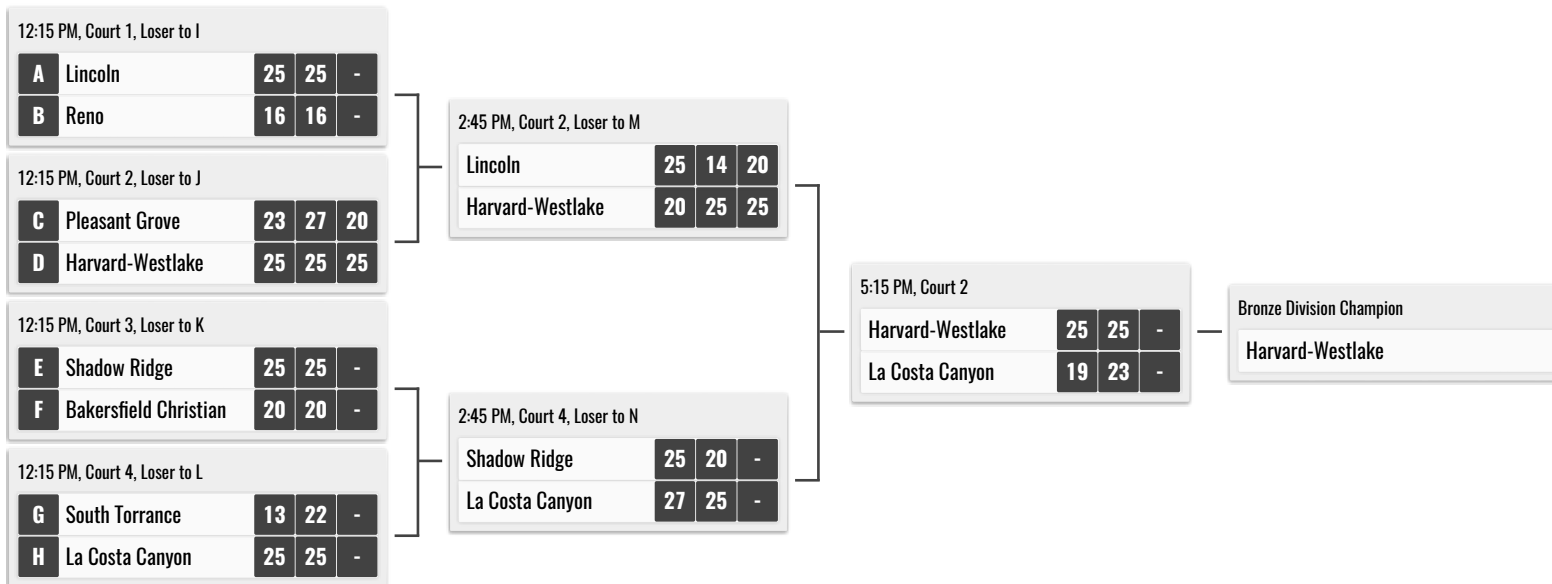 12:15 PM, Court 1, Loser to I
A Lincoln 25 25 -
B Reno 16 16 -
12:15 PM, Court 2, Loser to J
C Pleasant Grove 23 27 20
D Harvard-Westlake 25 25 25
12:15 PM, Court 3, Loser to K
E Shadow Ridge 25 25 -
F Bakersfield Christian 20 20 -
12:15 PM, Court 4, Loser to L
G South Torrance 13 22 -
H La Costa Canyon 25 25 -
2:45 PM, Court 2, Loser to M
Lincoln 25 14 20
Harvard-Westlake 20 25 25
2:45 PM, Court 4, Loser to N
Shadow Ridge 25 20 -
La Costa Canyon 27 25 -
5:15 PM, Court 2
Harvard-Westlake 25 25 -
La Costa Canyon 19 23 -
Bronze Division Champion
Harvard-Westlake